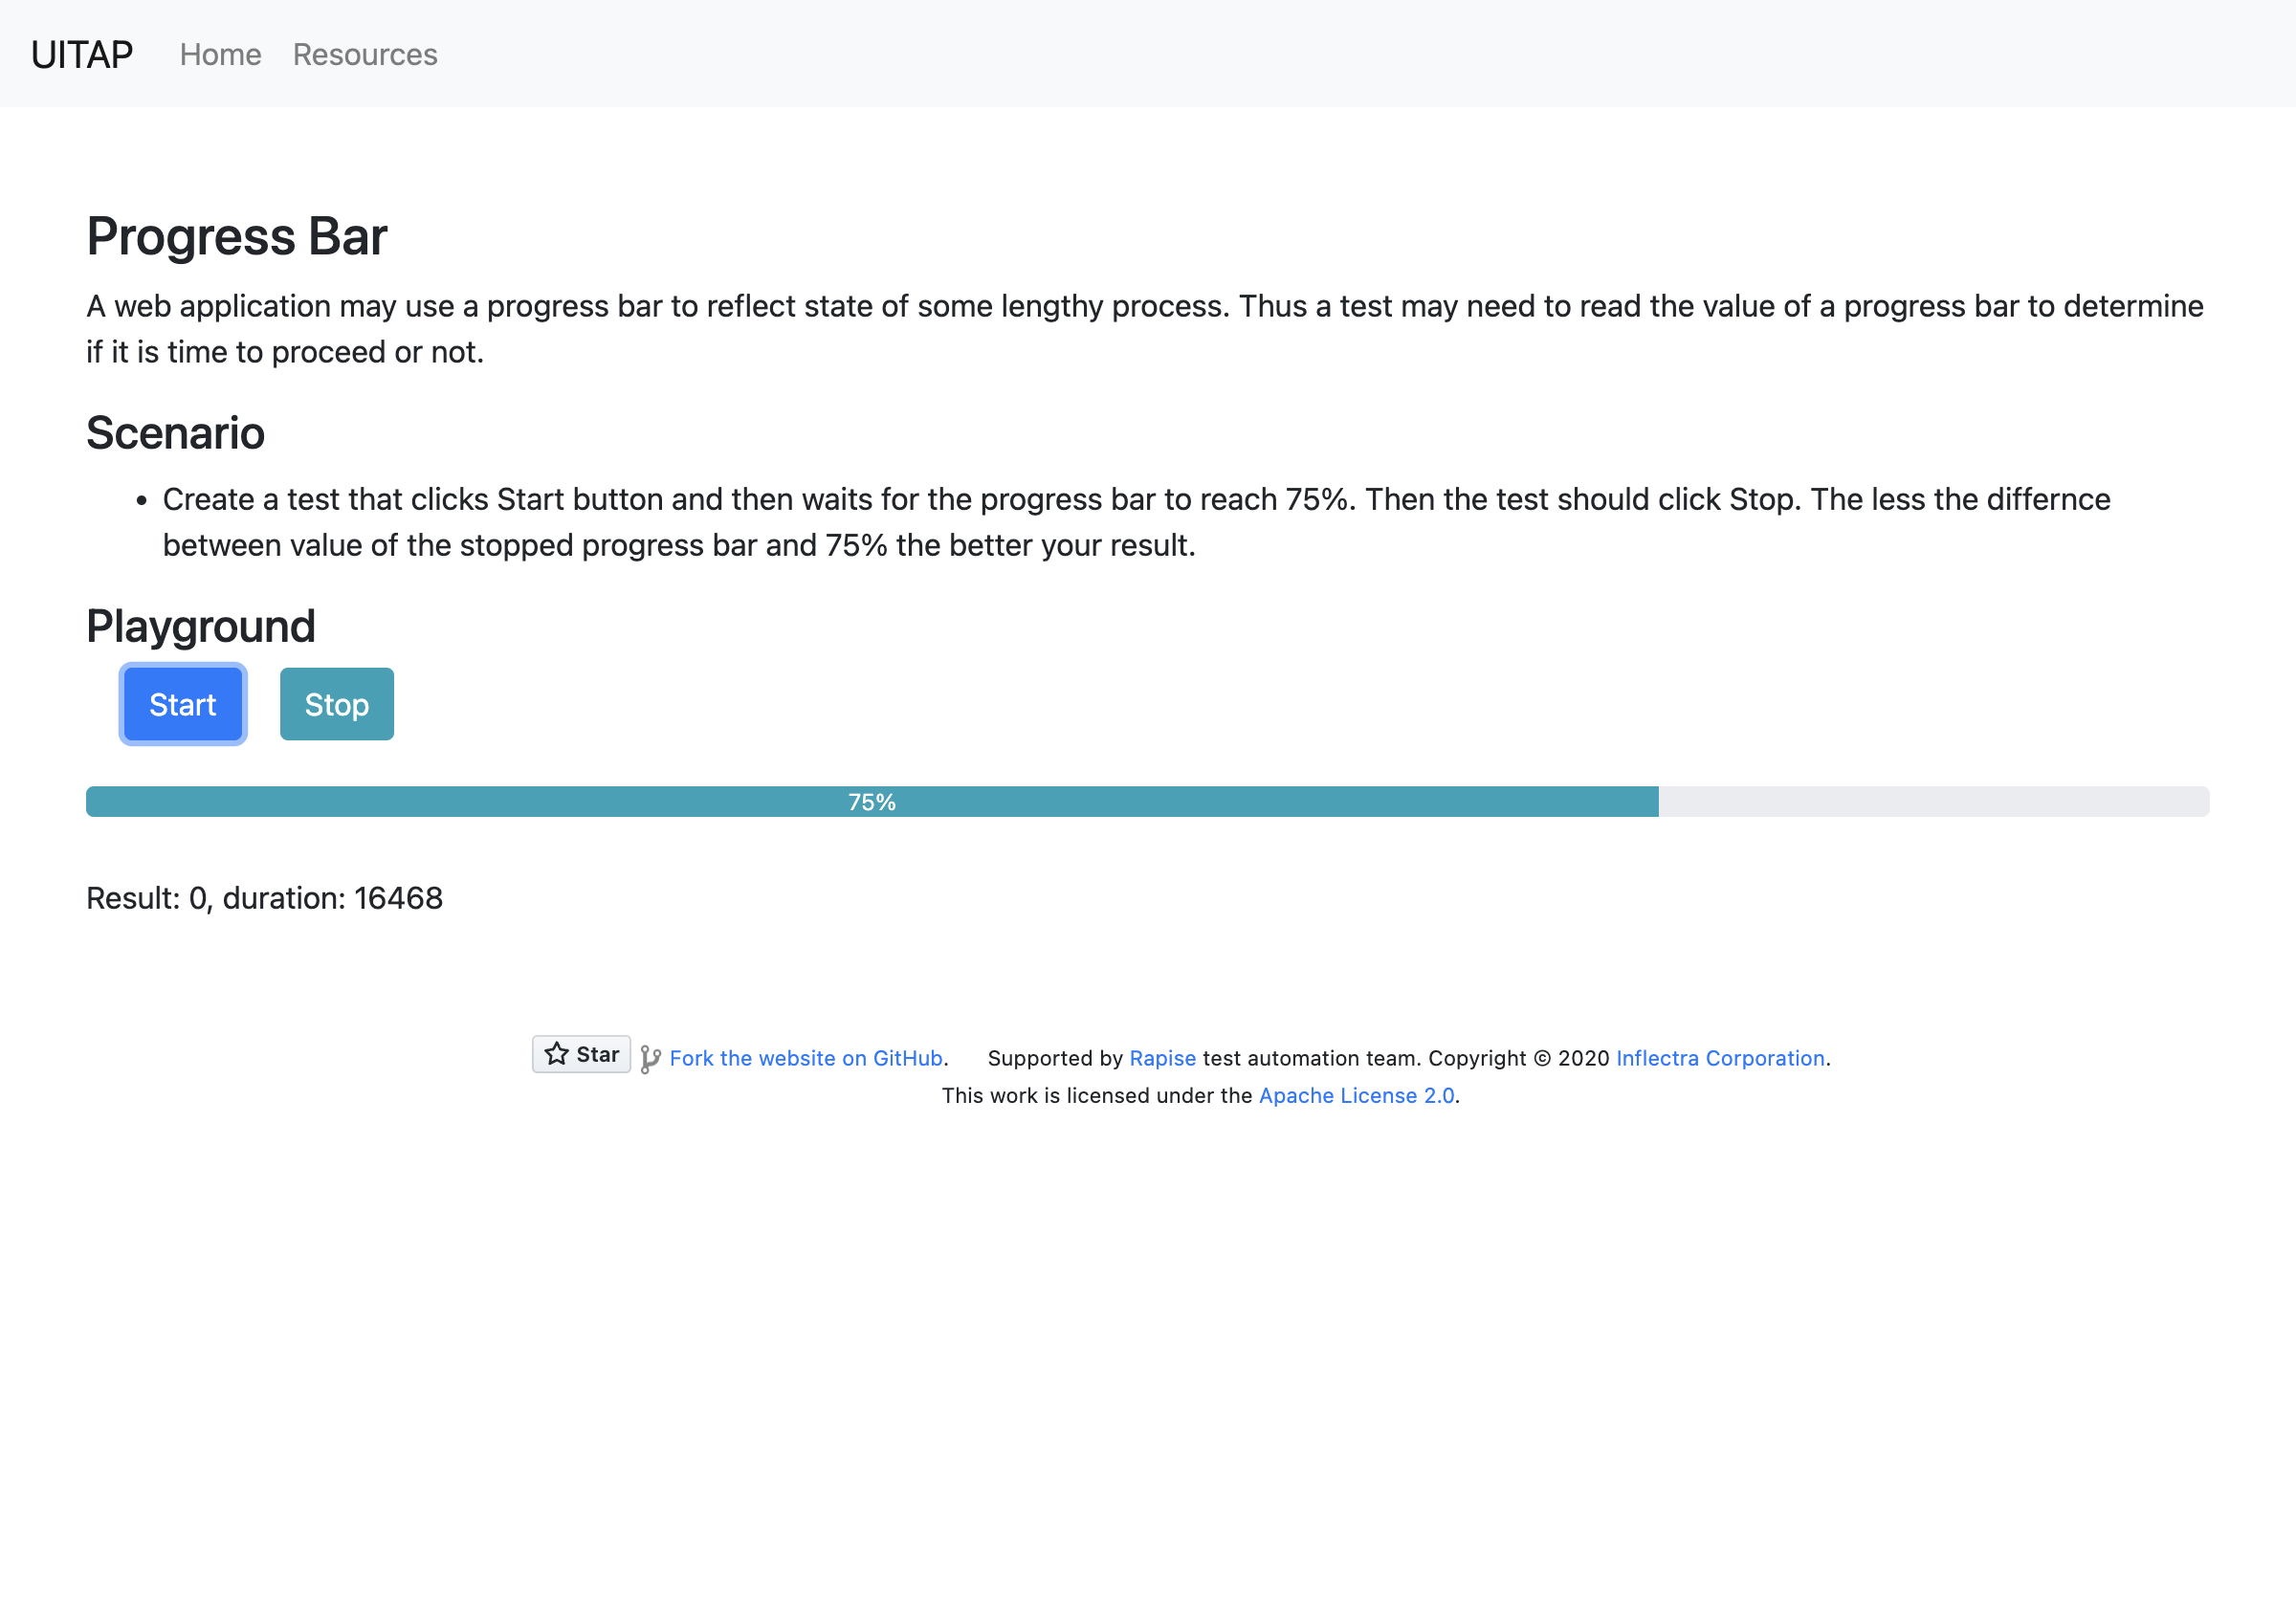 UITAP Home Resources
Progress Bar
A web application may use a progress bar to reflect state of some lengthy process. Thus a test may need to read the value of a progress bar to determine
if it is time to proceed or not.
Scenario
• Create a test that clicks Start button and then waits for the progress bar to reach 75%. Then the test should click Stop. The less the differnce
between value of the stopped progress bar and 75% the better your result.
Playground
Start Stop
75%
Result: 0, duration: 16468
Star Fork the website on GitHub. Supported by Rapise test automation team. Copyright © 2020 Inflectra Corporation.
This work is licensed under the Apache License 2.0.